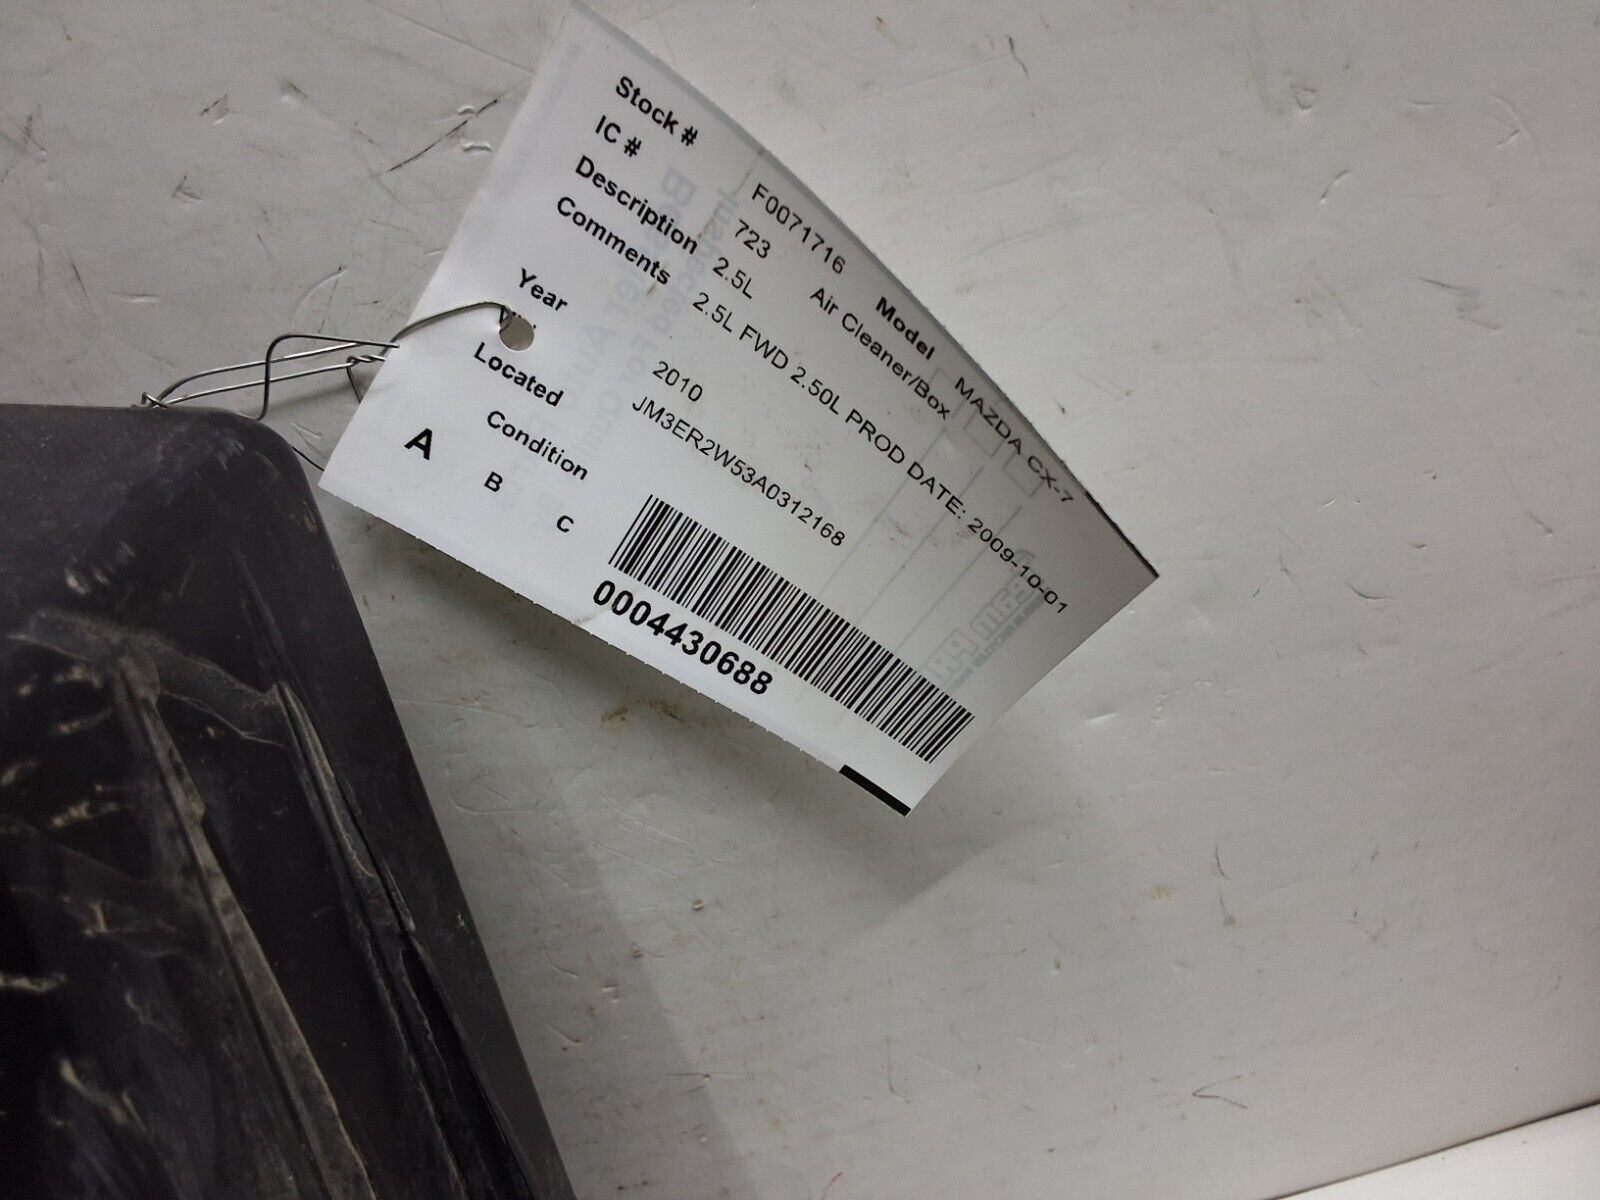 Stock # F0071716 Model MAZDA CX-7
IC # 723 Air Cleaner/Box
Description 2.5L
Comments 2.5L FWD 2.50L PROD DATE: 2009-10-01
Year 2010
JM3ER2W53A0312168
Located
Condition
A B C
0004430688